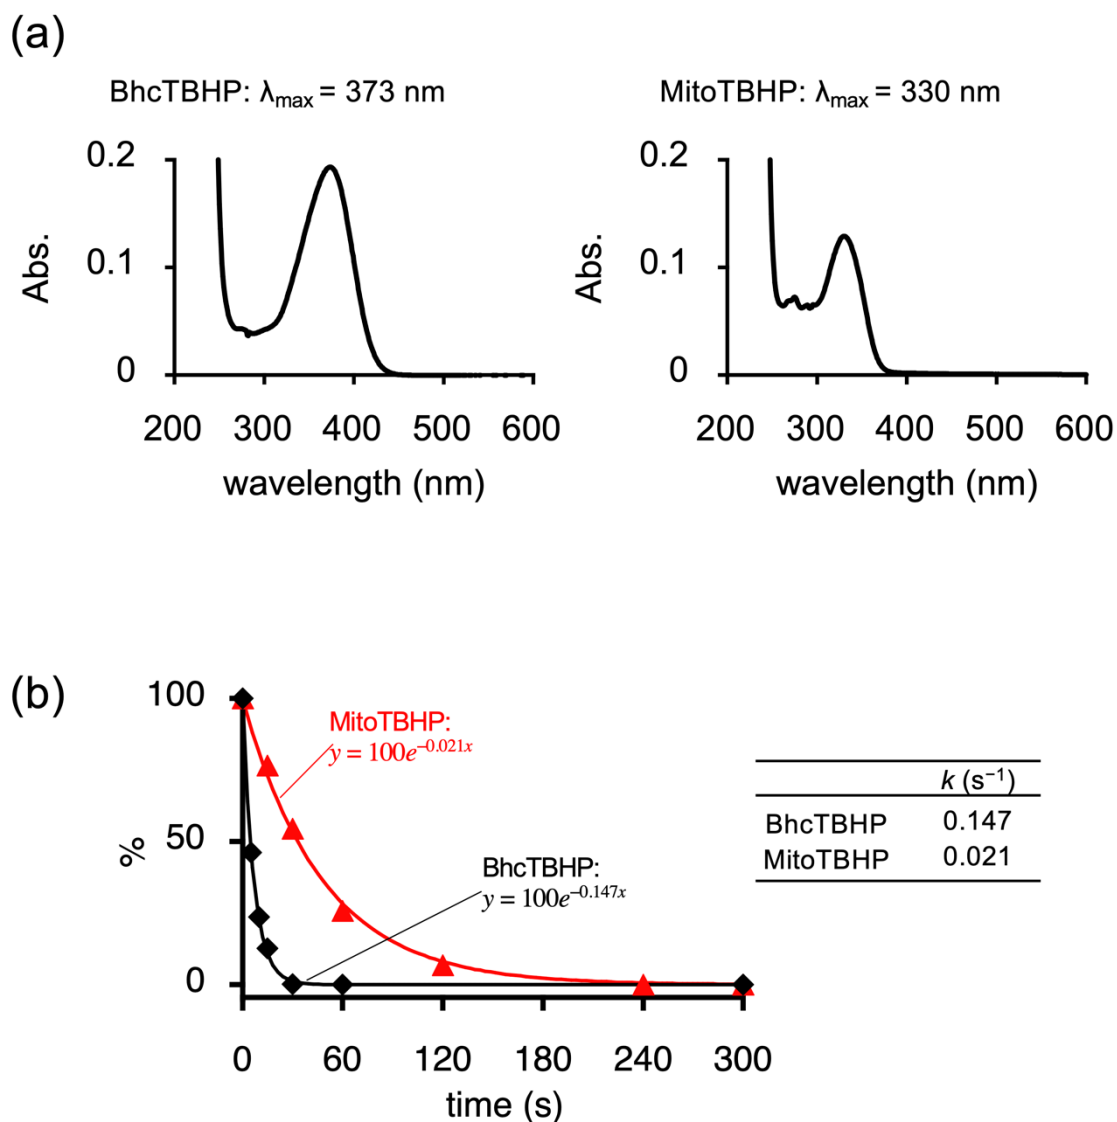 (a)
BhcTBHP: λmax = 373 nm
MitoTBHP: λmax = 330 nm
0.2
0.1
0
Abs.
200 300 400 500 600
wavelength (nm)
0.2
0.1
0
Abs.
200 300 400 500 600
wavelength (nm)
(b)
100
50
0
%
MitoTBHP:
y = 100e−0.021x
BhcTBHP:
y = 100e−0.147x
0 60 120 180 240 300
time (s)
k (s−1)
BhcTBHP 0.147
MitoTBHP 0.021